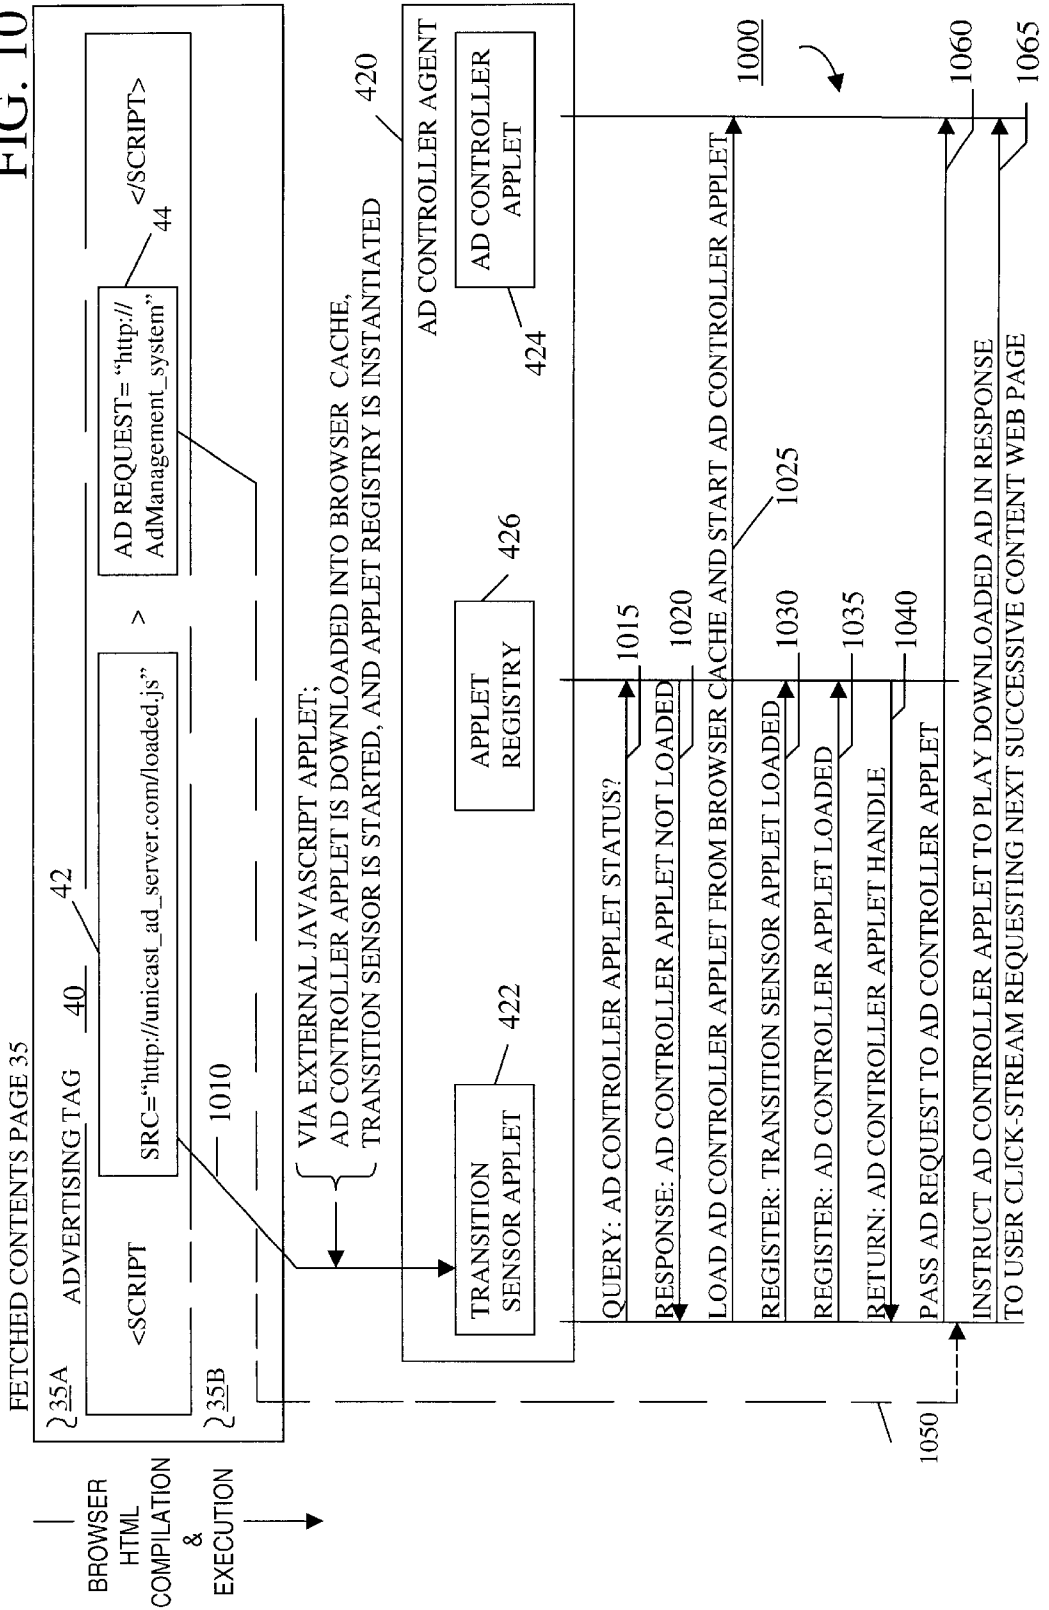 FIG. 10
FETCHED CONTENTS PAGE 35
35A
ADVERTISING TAG 40
42
<SCRIPT
SRC="http://unicast_ad_server.com/loaded.js"
>
AD REQUEST= "http://
AdManagement_system"
</SCRIPT>
44
35B
1010
BROWSER
HTML
COMPILATION
&
EXECUTION
VIA EXTERNAL JAVASCRIPT APPLET;
AD CONTROLLER APPLET IS DOWNLOADED INTO BROWSER CACHE,
TRANSITION SENSOR IS STARTED, AND APPLET REGISTRY IS INSTANTIATED
420
AD CONTROLLER AGENT
TRANSITION
SENSOR APPLET
422
APPLET
REGISTRY
426
AD CONTROLLER
APPLET
424
QUERY: AD CONTROLLER APPLET STATUS?
1015
RESPONSE: AD CONTROLLER APPLET NOT LOADED
1020
LOAD AD CONTROLLER APPLET FROM BROWSER CACHE AND START AD CONTROLLER APPLET
1025
1000
REGISTER: TRANSITION SENSOR APPLET LOADED
1030
REGISTER: AD CONTROLLER APPLET LOADED
1035
RETURN: AD CONTROLLER APPLET HANDLE
1040
1050
PASS AD REQUEST TO AD CONTROLLER APPLET
1060
INSTRUCT AD CONTROLLER APPLET TO PLAY DOWNLOADED AD IN RESPONSE
TO USER CLICK-STREAM REQUESTING NEXT SUCCESSIVE CONTENT WEB PAGE
1065